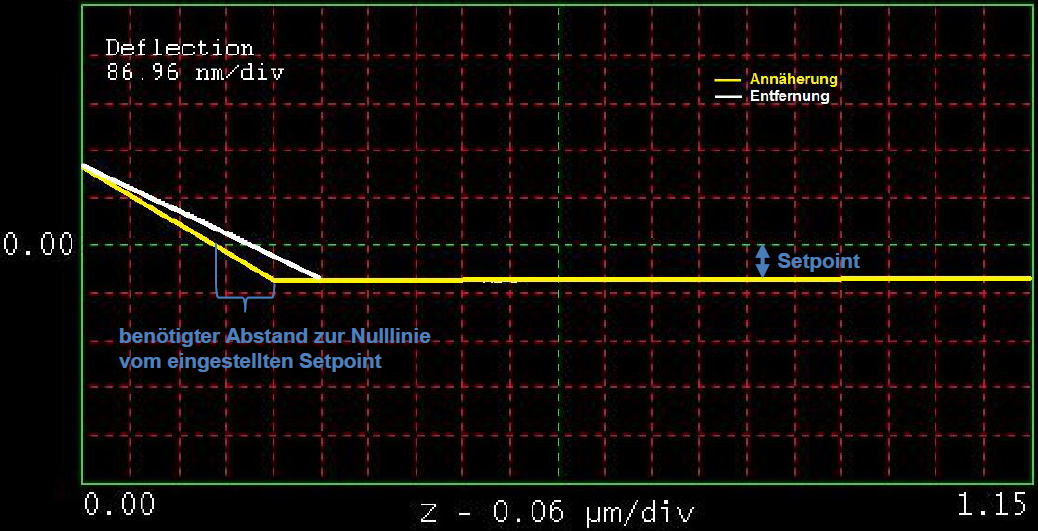 Deflection
86.96 nm/div
Annäherung
Entfernung
0.00
Setpoint
benötigter Abstand zur Nulllinie
vom eingestellten Setpoint
0.00
z - 0.06 µm/div
1.15